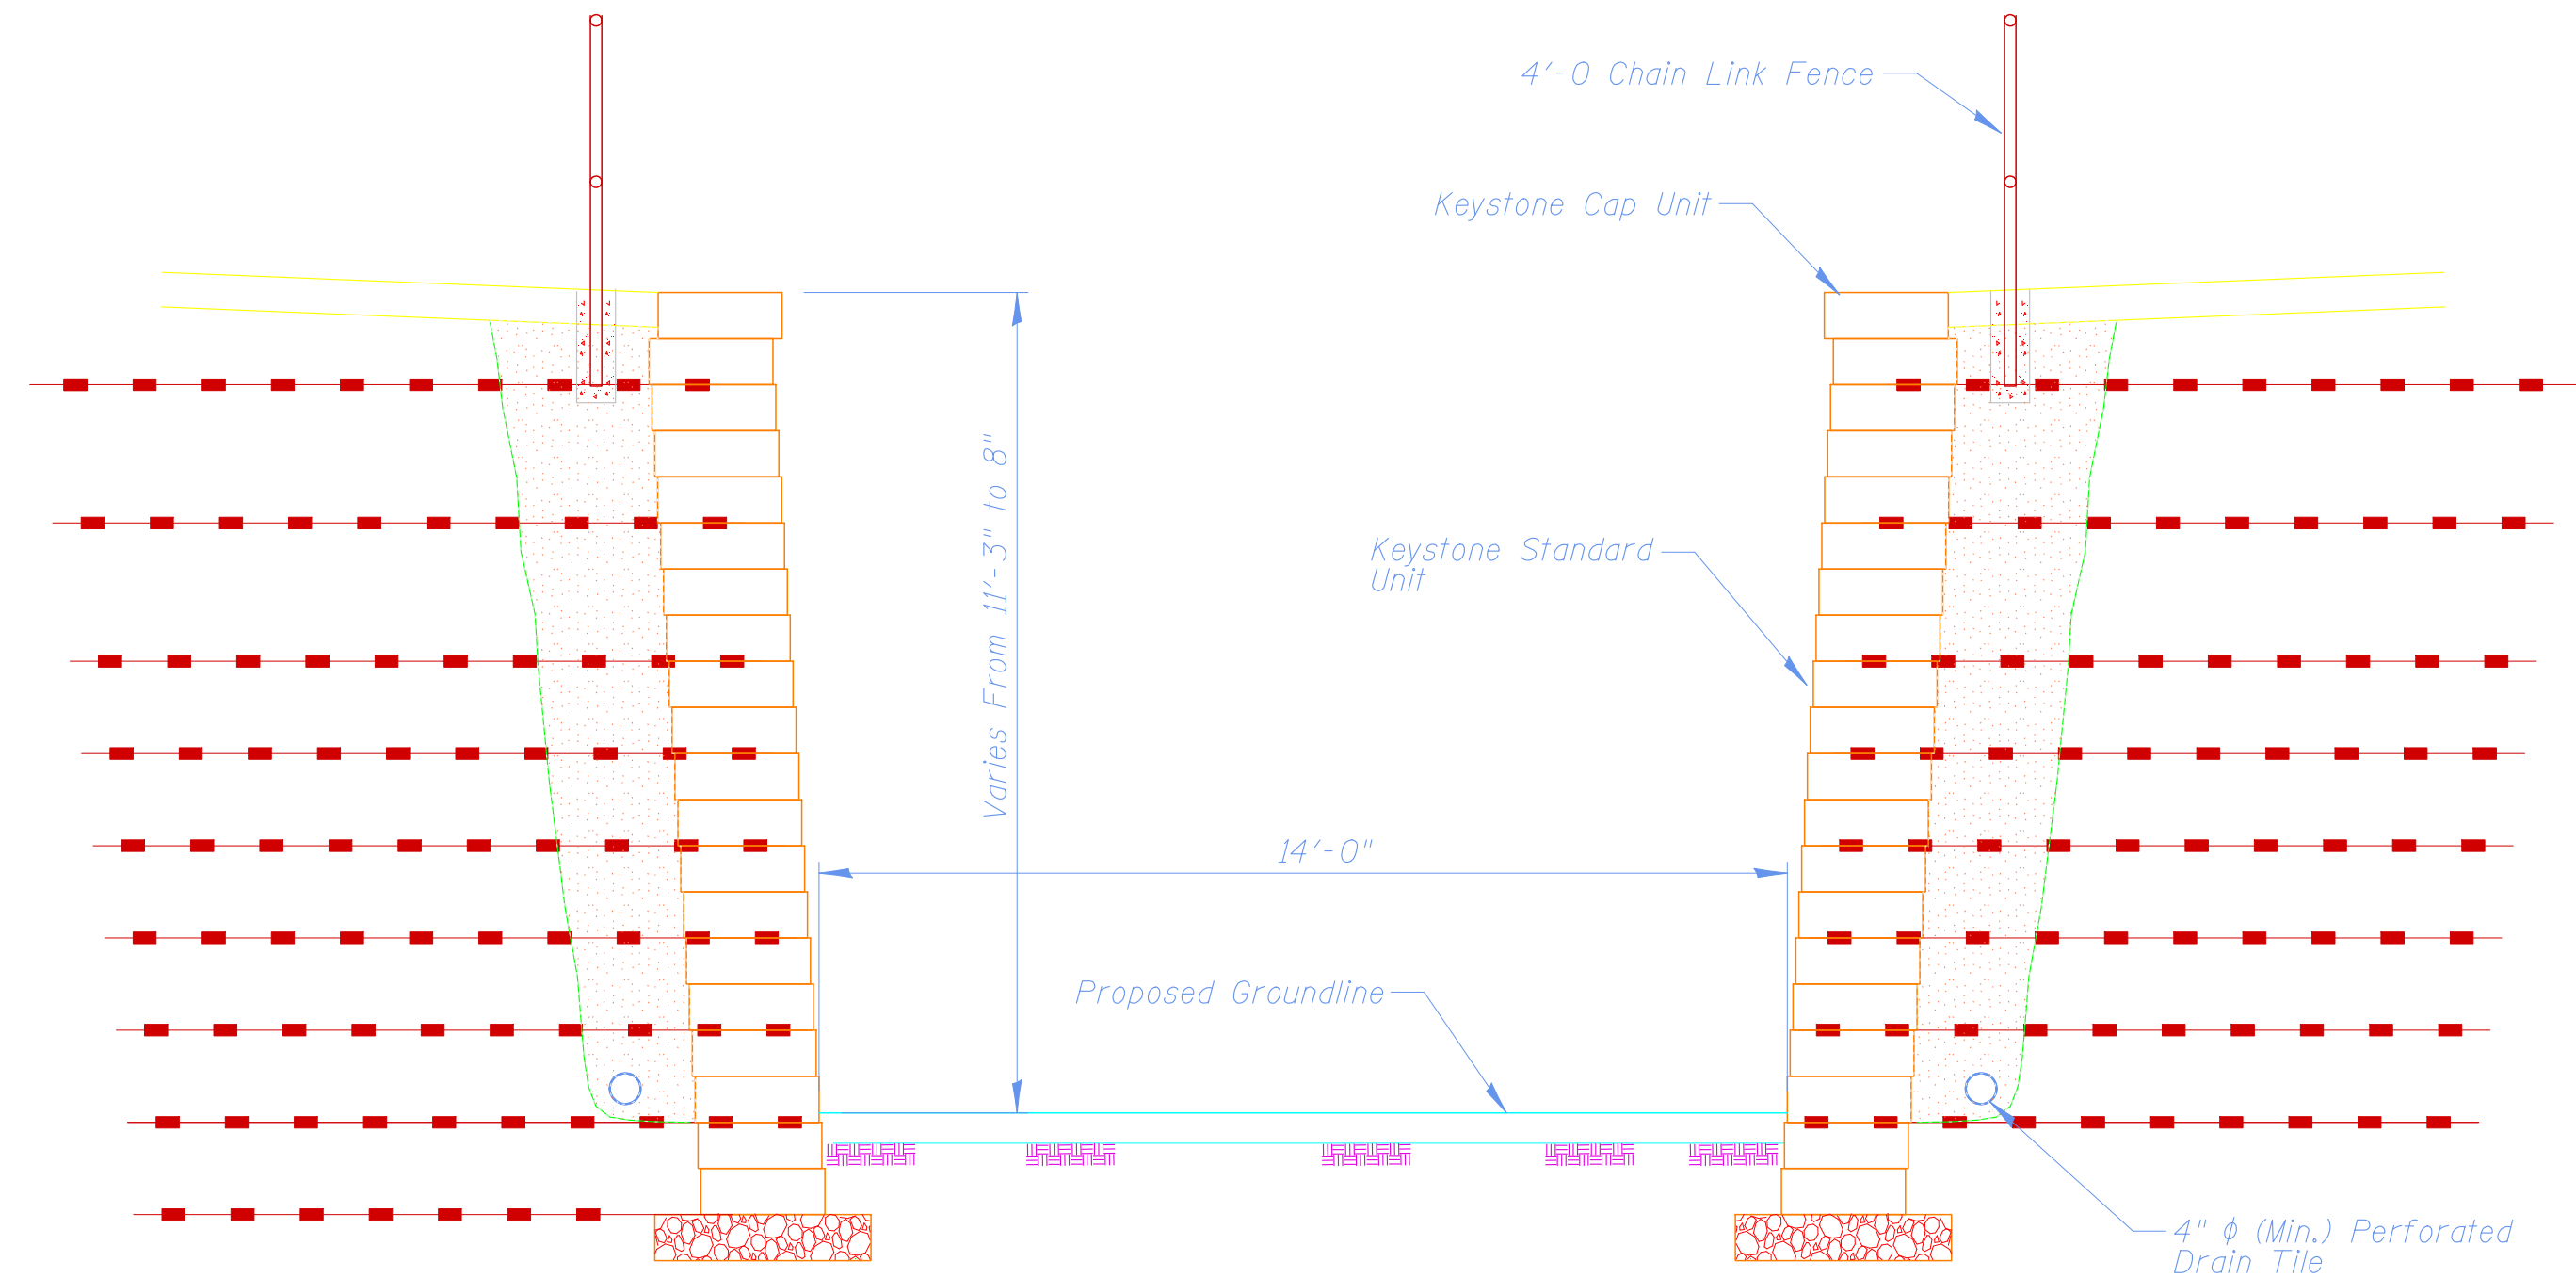 4'-0 Chain Link Fence
Keystone Cap Unit
Varies From 11'-3" to 8"
Keystone Standard
Unit
14'-0"
Proposed Groundline
4" ϕ (Min.) Perforated
Drain Tile